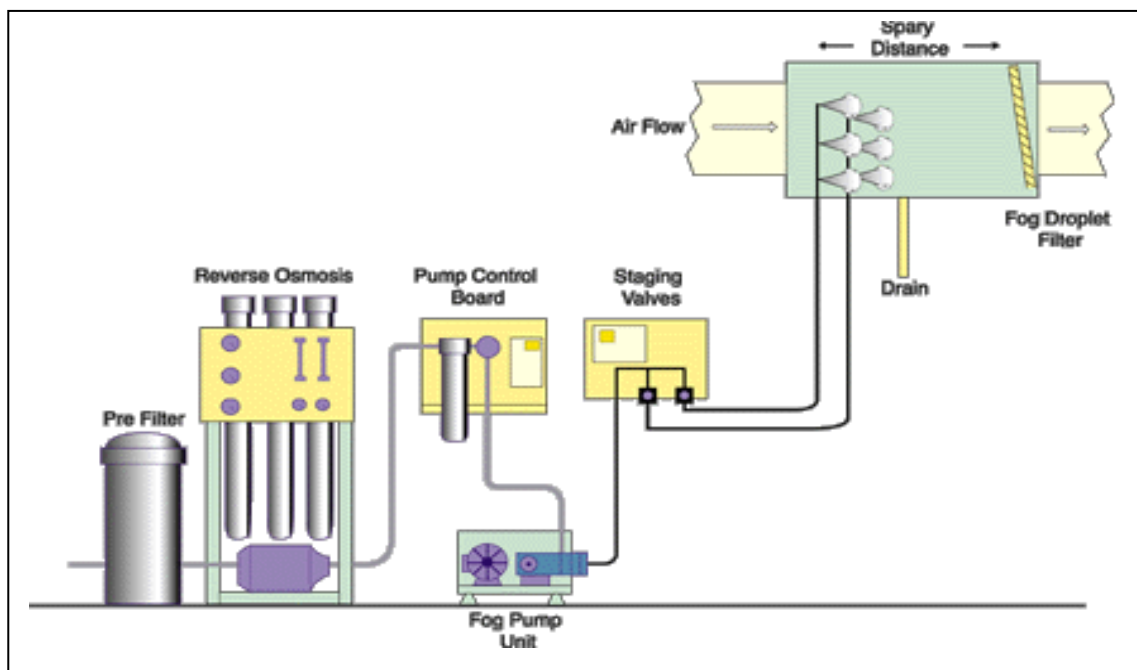 Spary
Distance
Air Flow
Fog Droplet
Filter
Drain
Reverse Osmosis
Pump Control
Board
Staging
Valves
Pre Filter
Fog Pump
Unit